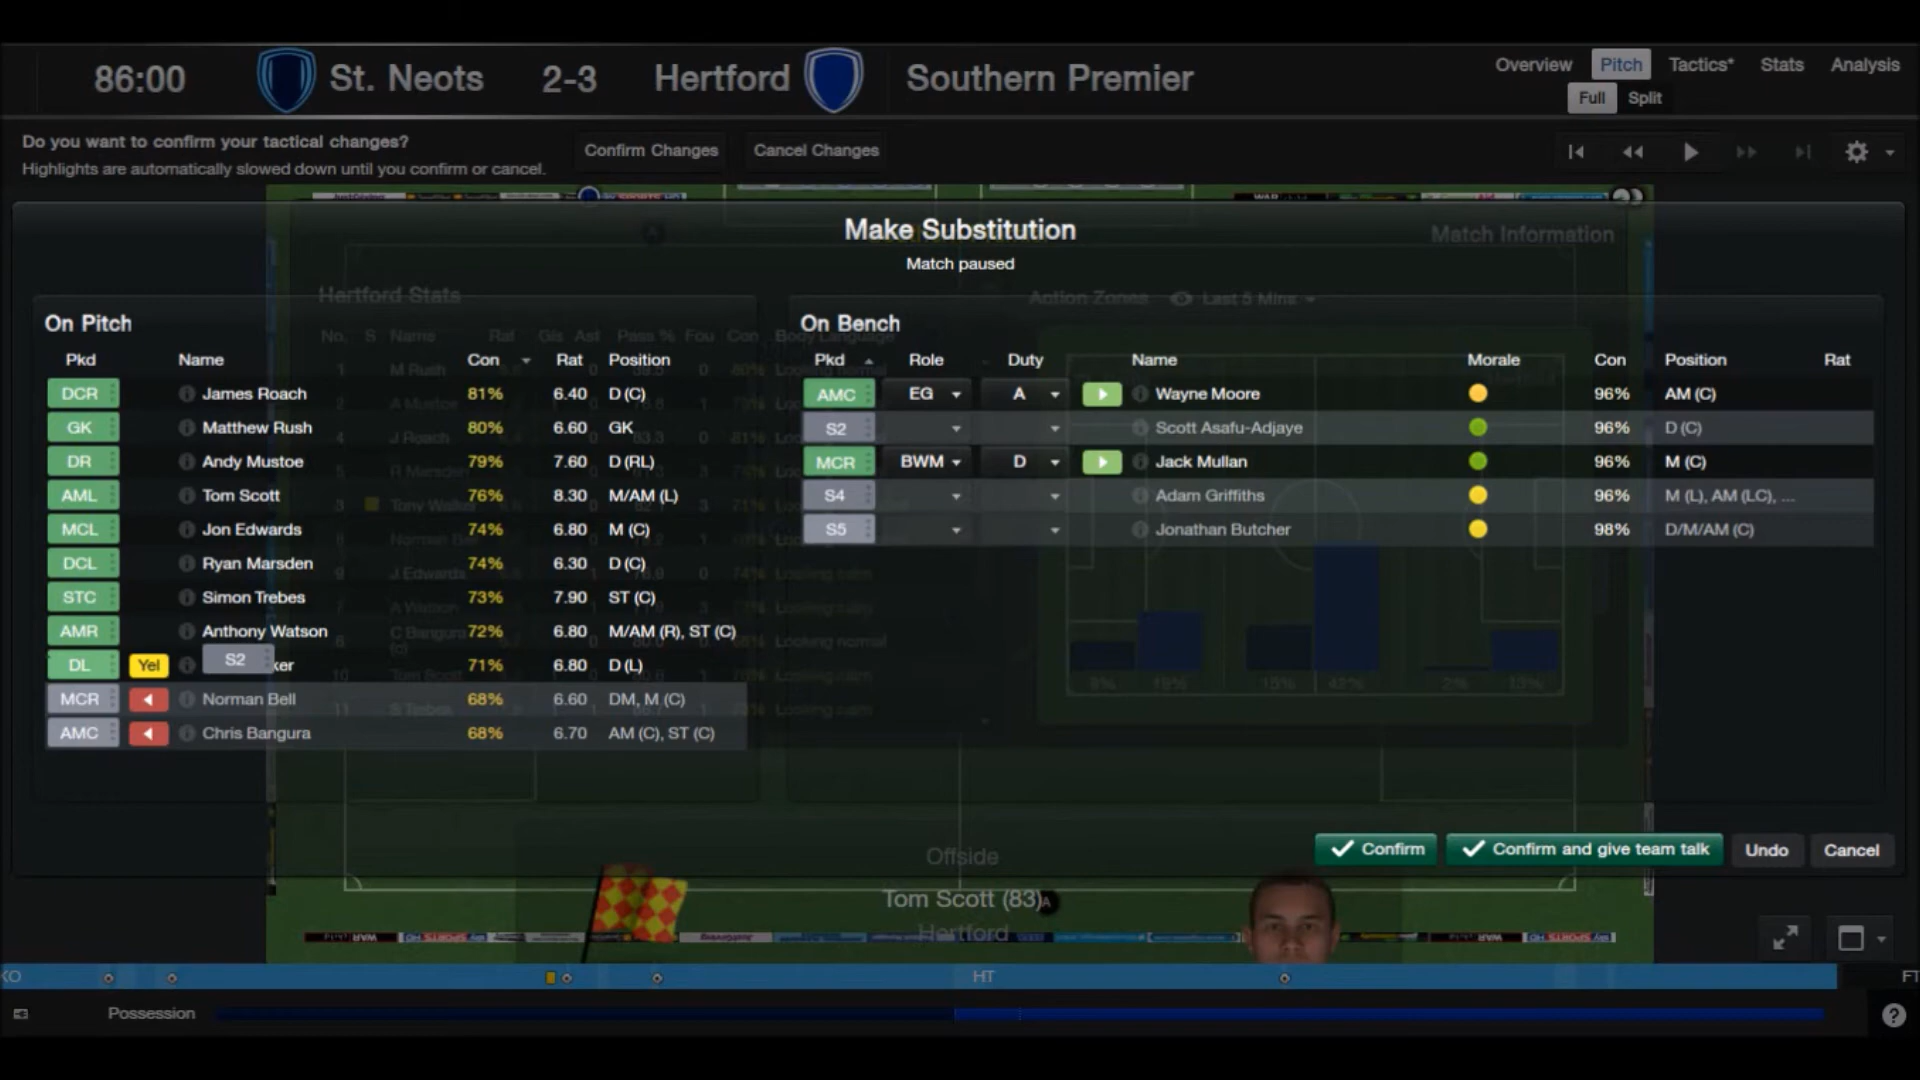 86:00 St. Neots 2-3 Hertford Southern Premier
Overview Pitch Tactics* Stats Analysis
Full Split
Do you want to confirm your tactical changes?
Highlights are automatically slowed down until you confirm or cancel.
Confirm Changes Cancel Changes
Make Substitution
Match paused
Match Information
Hertford Stats
Action Zones Last 5 Mins
On Pitch
Pkd Name Con Rat Position
DCR James Roach 81% 6.40 D (C)
GK Matthew Rush 80% 6.60 GK
DR Andy Mustoe 79% 7.60 D (RL)
AML Tom Scott 76% 8.30 M/AM (L)
MCL Jon Edwards 74% 6.80 M (C)
DCL Ryan Marsden 74% 6.30 D (C)
STC Simon Trebes 73% 7.90 ST (C)
AMR Anthony Watson 72% 6.80 M/AM (R), ST (C)
DL Yel S2 ker 71% 6.80 D (L)
MCR Norman Bell 68% 6.60 DM, M (C)
AMC Chris Bangura 68% 6.70 AM (C), ST (C)
On Bench
Pkd Role Duty Name Morale Con Position Rat
AMC EG A Wayne Moore 96% AM (C)
S2 Scott Asafu-Adjaye 96% D (C)
MCR BWM D Jack Mullan 96% M (C)
S4 Adam Griffiths 96% M (L), AM (LC), ...
S5 Jonathan Butcher 98% D/M/AM (C)
Confirm Confirm and give team talk Undo Cancel
Offside
Tom Scott (83)
Hertford
KO HT FT
Possession